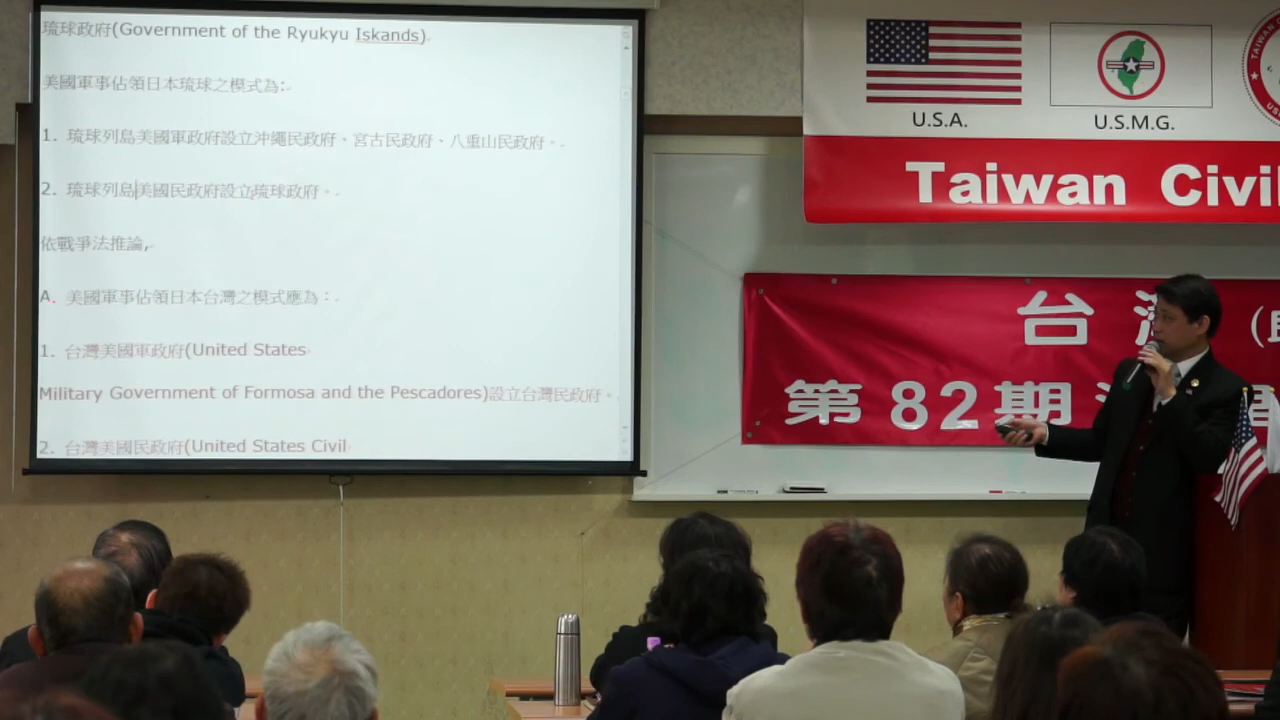 琉球政府(Government of the Ryukyu Iskands)
美國軍事佔領日本琉球之模式為:
1. 琉球列島美國軍政府設立沖繩民政府、宮古民政府、八重山民政府。
2. 琉球列島美國民政府設立琉球政府。
依戰爭法推論,
A. 美國軍事佔領日本台灣之模式應為：
1. 台灣美國軍政府(United States
Military Government of Formosa and the Pescadores)設立台灣民政府。
2. 台灣美國民政府(United States Civil
U.S.A.
U.S.M.G.
Taiwan Civil
台
第82期